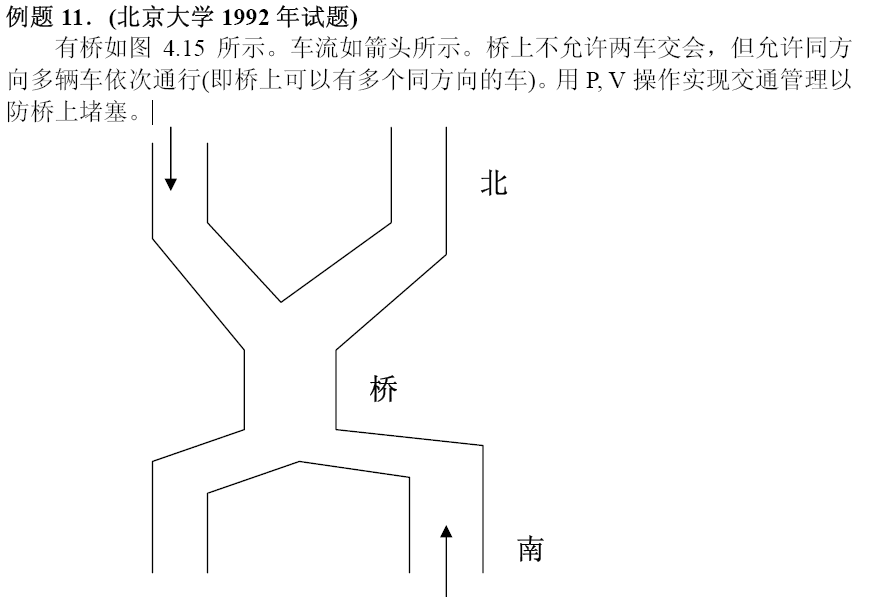 例题 11．(北京大学 1992 年试题)
有桥如图 4.15 所示。车流如箭头所示。桥上不允许两车交会，但允许同方
向多辆车依次通行(即桥上可以有多个同方向的车)。用 P, V 操作实现交通管理以
防桥上堵塞。
北
桥
南